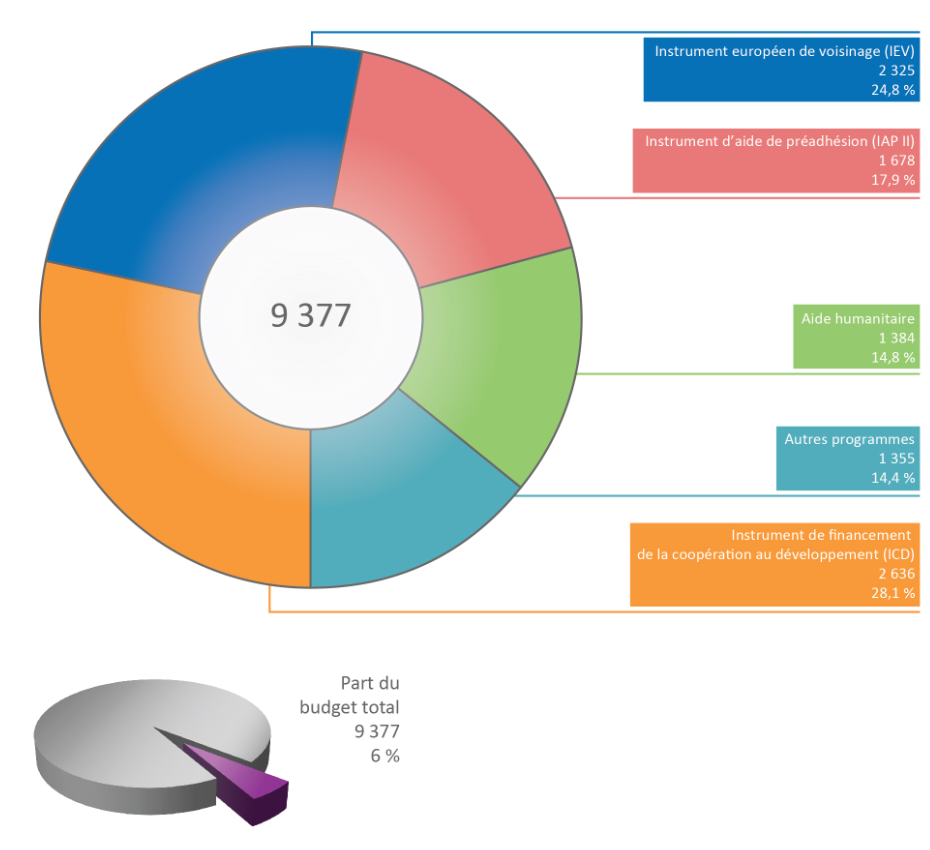 Instrument européen de voisinage (IEV)
2 325
24,8 %
Instrument d'aide de préadhésion (IAP II)
1 678
17,9 %
9 377
Aide humanitaire
1 384
14,8 %
Autres programmes
1 355
14,4 %
Instrument de financement
de la coopération au développement (ICD)
2 636
28,1 %
Part du
budget total
9 377
6 %